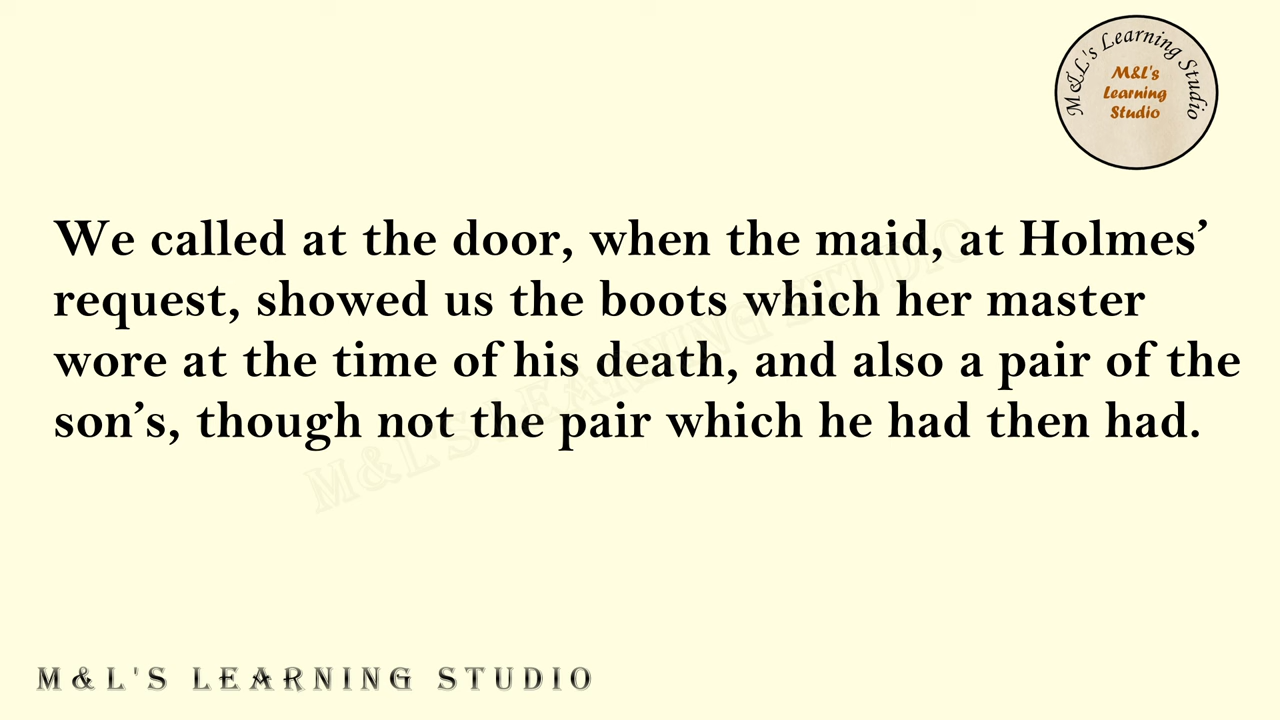 M&L's Learning Studio
M&L's
Learning
Studio
We called at the door, when the maid, at Holmes’
request, showed us the boots which her master
wore at the time of his death, and also a pair of the
son’s, though not the pair which he had then had.
M&L'S LEARNING STUDIO
M&L'S LEARNING STUDIO